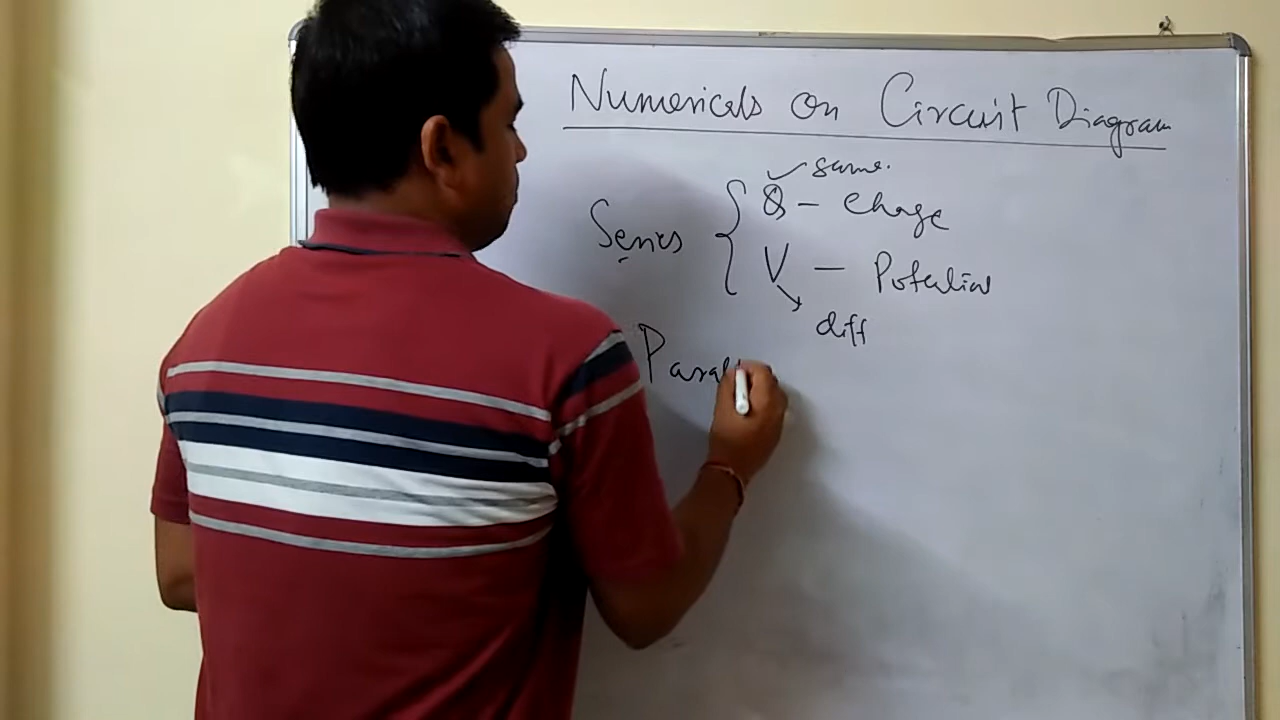 Numericals on Circuit Diagram
same.
Series { Q - Charge
V - Potential
diff
Paral